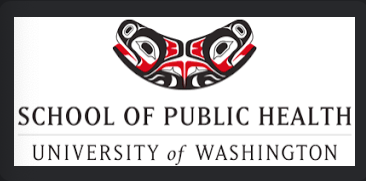 SCHOOL OF PUBLIC HEALTH
UNIVERSITY of WASHINGTON